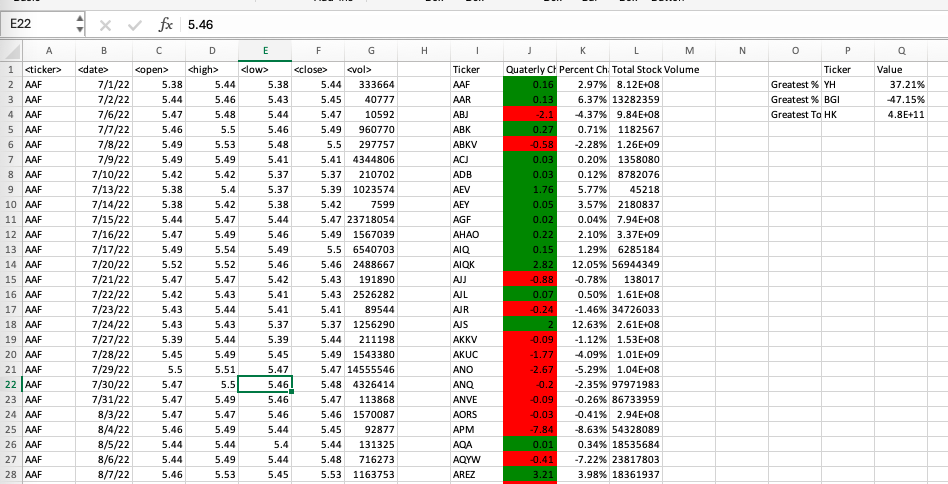 E22 fx 5.46
A B C D E F G H I J K L M N O P Q
1 <ticker> <date> <open> <high> <low> <close> <vol> Ticker Quaterly Ch Percent Ch Total Stock Volume Ticker Value
2 AAF 7/1/22 5.38 5.44 5.38 5.44 333664 AAF 0.16 2.97% 8.12E+08 Greatest % YH 37.21%
3 AAF 7/2/22 5.44 5.46 5.43 5.45 40777 AAR 0.13 6.37% 13282359 Greatest % BGI -47.15%
4 AAF 7/6/22 5.47 5.48 5.44 5.47 10592 ABJ -2.1 -4.37% 9.84E+08 Greatest To HK 4.8E+11
5 AAF 7/7/22 5.46 5.5 5.46 5.49 960770 ABK 0.27 0.71% 1182567
6 AAF 7/8/22 5.49 5.53 5.48 5.5 297757 ABKV -0.58 -2.28% 1.26E+09
7 AAF 7/9/22 5.49 5.49 5.41 5.41 4344806 ACJ 0.03 0.20% 1358080
8 AAF 7/10/22 5.42 5.42 5.37 5.37 210702 ADB 0.03 0.12% 8782076
9 AAF 7/13/22 5.38 5.4 5.37 5.39 1023574 AEV 1.76 5.77% 45218
10 AAF 7/14/22 5.38 5.42 5.38 5.42 7599 AEY 0.05 3.57% 2180837
11 AAF 7/15/22 5.44 5.47 5.44 5.47 23718054 AGF 0.02 0.04% 7.94E+08
12 AAF 7/16/22 5.47 5.49 5.46 5.49 1567039 AHAO 0.22 2.10% 3.37E+09
13 AAF 7/17/22 5.49 5.54 5.49 5.5 6540703 AIQ 0.15 1.29% 6285184
14 AAF 7/20/22 5.52 5.52 5.46 5.46 2488667 AIQK 2.82 12.05% 56944349
15 AAF 7/21/22 5.47 5.47 5.42 5.43 191890 AJJ -0.88 -0.78% 138017
16 AAF 7/22/22 5.42 5.43 5.41 5.43 2526282 AJL 0.07 0.50% 1.61E+08
17 AAF 7/23/22 5.43 5.44 5.41 5.41 89544 AJR -0.24 -1.46% 34726033
18 AAF 7/24/22 5.43 5.43 5.37 5.37 1256290 AJS 2 12.63% 2.61E+08
19 AAF 7/27/22 5.39 5.44 5.39 5.44 211198 AKKV -0.09 -1.12% 1.53E+08
20 AAF 7/28/22 5.45 5.49 5.45 5.49 1543380 AKUC -1.77 -4.09% 1.01E+09
21 AAF 7/29/22 5.5 5.51 5.47 5.47 14555546 ANO -2.67 -5.29% 1.04E+08
22 AAF 7/30/22 5.47 5.5 5.46 5.48 4326414 ANQ -0.2 -2.35% 97971983
23 AAF 7/31/22 5.47 5.49 5.46 5.47 113868 ANVE -0.09 -0.26% 86733959
24 AAF 8/3/22 5.47 5.47 5.46 5.46 1570087 AORS -0.03 -0.41% 2.94E+08
25 AAF 8/4/22 5.46 5.49 5.44 5.45 92877 APM -7.84 -8.63% 54328089
26 AAF 8/5/22 5.44 5.44 5.4 5.44 131325 AQA 0.01 0.34% 18535684
27 AAF 8/6/22 5.44 5.49 5.44 5.48 716273 AQYW -0.41 -7.22% 23817803
28 AAF 8/7/22 5.46 5.53 5.45 5.53 1163753 AREZ 3.21 3.98% 18361937